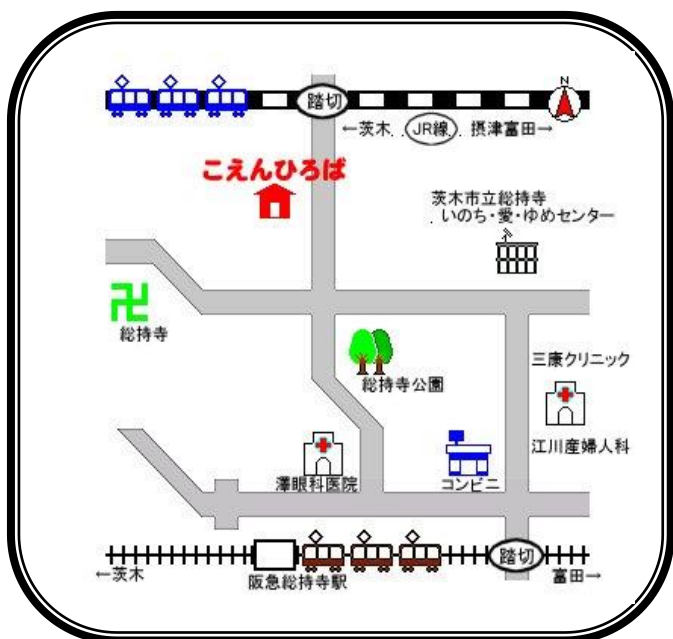 N
踏切
←茨木 JR線 摂津富田→
こえんひろば
茨木市立総持寺
いのち・愛・ゆめセンター
総持寺
三康クリニック
総持寺公園
江川産婦人科
澤眼科医院
コンビニ
踏切
←茨木
阪急総持寺駅
富田→